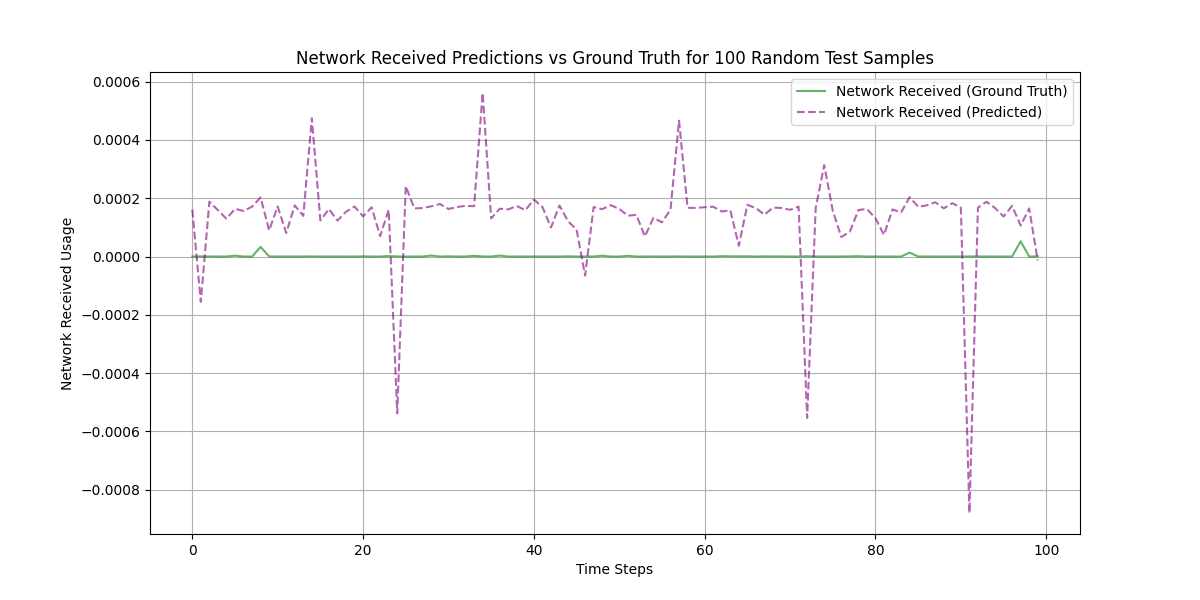 Network Received Predictions vs Ground Truth for 100 Random Test Samples
Network Received (Ground Truth)
Network Received (Predicted)
Network Received Usage
0.0006
0.0004
0.0002
0.0000
−0.0002
−0.0004
−0.0006
−0.0008
0 20 40 60 80 100
Time Steps